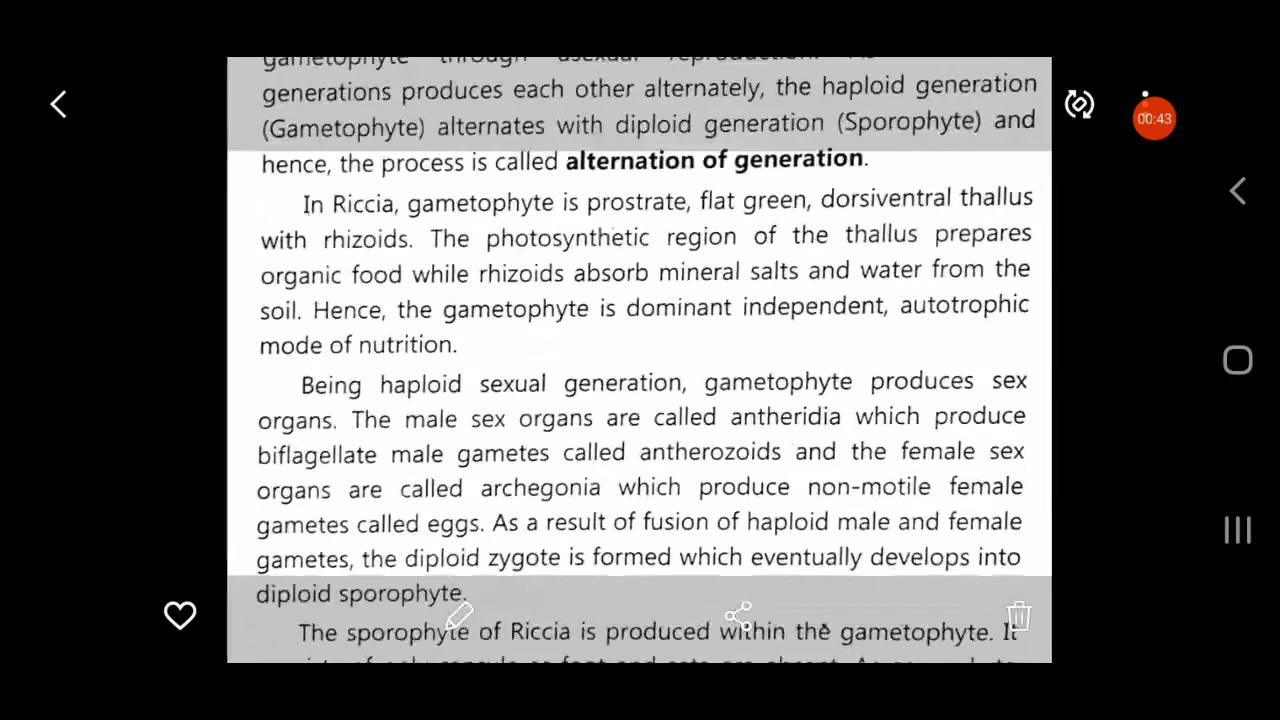 gametophyte through asexual reproduction.
generations produces each other alternately, the haploid generation
(Gametophyte) alternates with diploid generation (Sporophyte) and
hence, the process is called alternation of generation.
In Riccia, gametophyte is prostrate, flat green, dorsiventral thallus
with rhizoids. The photosynthetic region of the thallus prepares
organic food while rhizoids absorb mineral salts and water from the
soil. Hence, the gametophyte is dominant independent, autotrophic
mode of nutrition.
Being haploid sexual generation, gametophyte produces sex
organs. The male sex organs are called antheridia which produce
biflagellate male gametes called antherozoids and the female sex
organs are called archegonia which produce non-motile female
gametes called eggs. As a result of fusion of haploid male and female
gametes, the diploid zygote is formed which eventually develops into
diploid sporophyte.
The sporophyte of Riccia is produced within the gametophyte. It
00:43